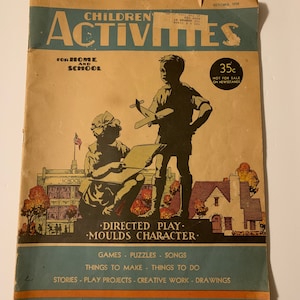 CHILDREN
ACTIVITIES
FOR HOME
AND
SCHOOL
35c
NOT FOR SALE
ON NEWSSTANDS
· DIRECTED PLAY ·
MOULDS CHARACTER ·
GAMES - PUZZLES - SONGS
THINGS TO MAKE - THINGS TO DO
STORIES - PLAY PROJECTS - CREATIVE WORK - DRAWINGS